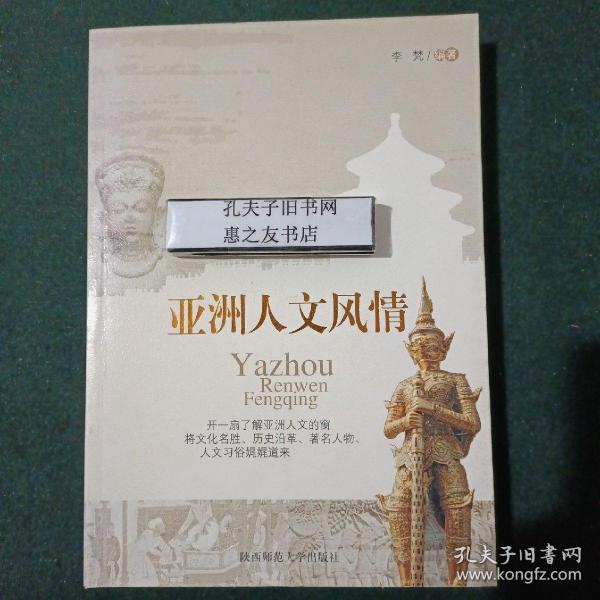 李 梵/编著
孔夫子旧书网
惠之友书店
亚洲人文风情
Yazhou
Renwen
Fengqing
开一扇了解亚洲人文的窗
将文化名胜、历史沿革、著名人物、
人文习俗娓娓道来
陕西师范大学出版社
孔夫子旧书网
www.kongfz.com